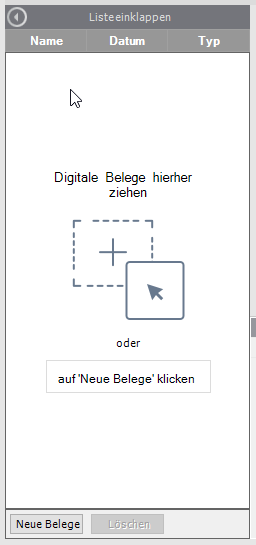 Listeeinklappen
Name Datum Typ
Digitale Belege hierher
ziehen
oder
auf 'Neue Belege' klicken
Neue Belege Löschen